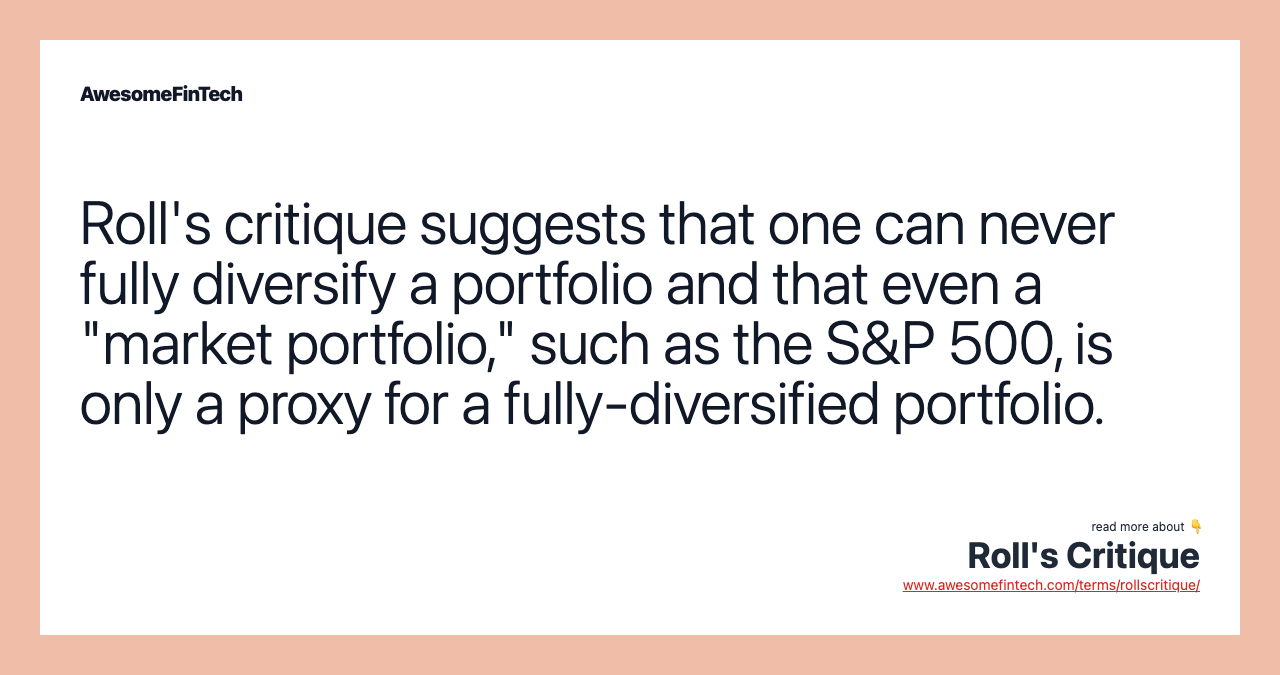 AwesomeFinTech
Roll's critique suggests that one can never
fully diversify a portfolio and that even a
"market portfolio," such as the S&P 500, is
only a proxy for a fully-diversified portfolio.
read more about 👇
Roll's Critique
www.awesomefintech.com/terms/rollscritique/